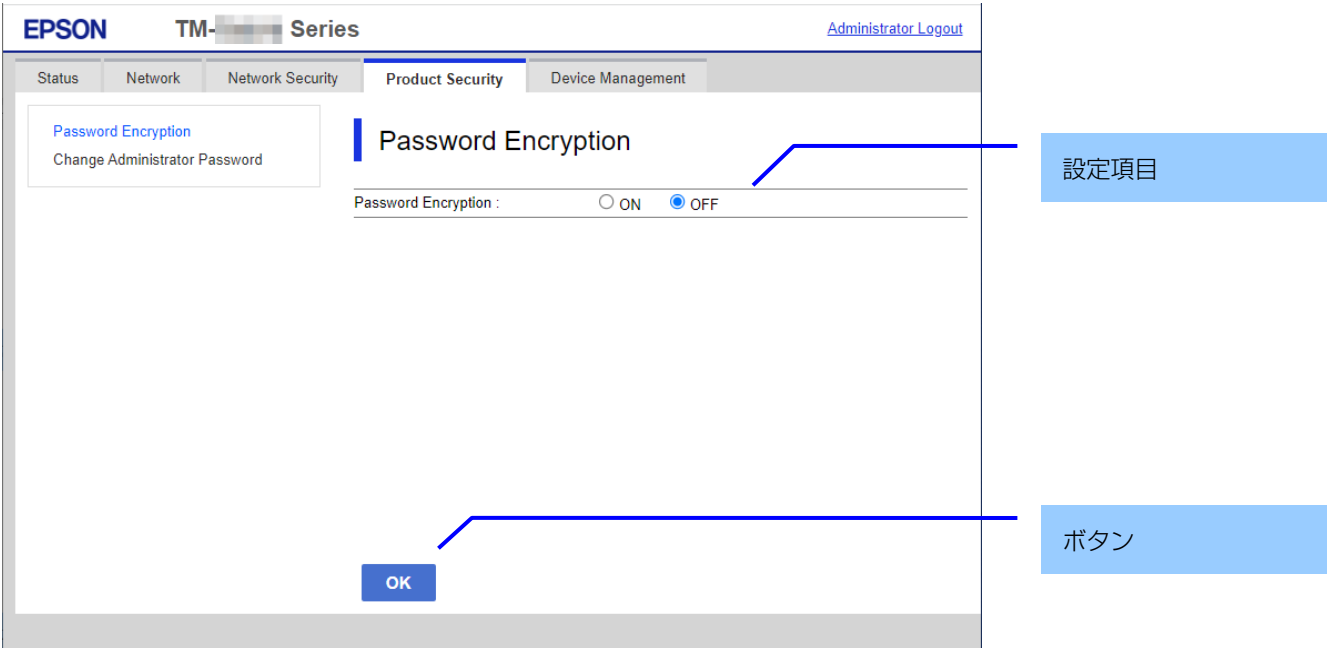 EPSON TM- Series Administrator Logout
Status Network Network Security Product Security Device Management
Password Encryption
Change Administrator Password
Password Encryption
Password Encryption : ON OFF
設定項目
ボタン
OK